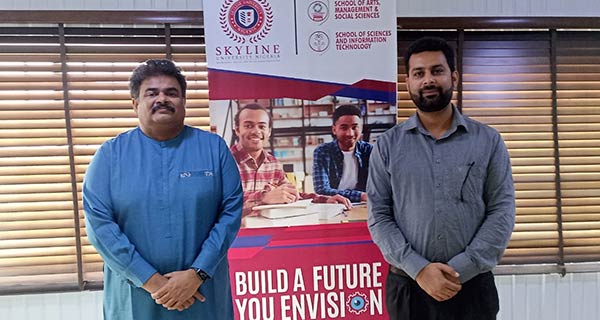 SKYLINE
UNIVERSITY NIGERIA
SCHOOL OF ARTS,
MANAGEMENT &
SOCIAL SCIENCES
SCHOOL OF SCIENCES
AND INFORMATION
TECHNOLOGY
BUILD A FUTURE
YOU ENVISION